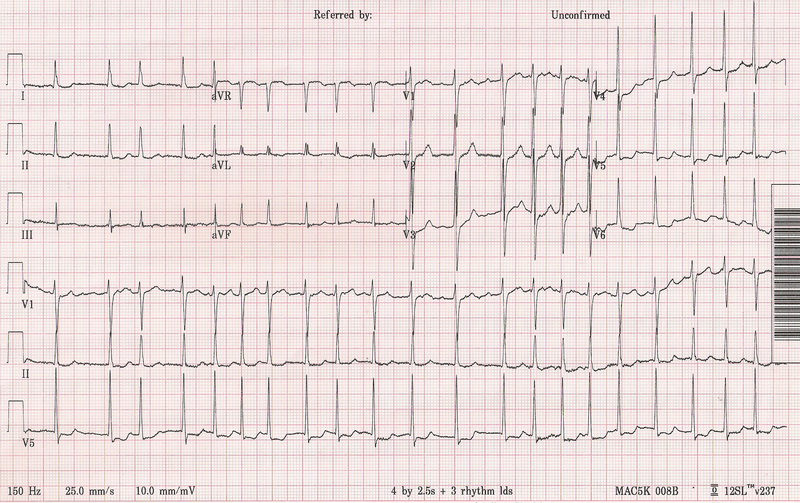 Referred by: Unconfirmed
I aVR V1 V4
II aVL V2 V5
III aVF V3 V6
V1
II
V5
150 Hz 25.0 mm/s 10.0 mm/mV 4 by 2.5s + 3 rhythm lds MAC5K 008B 12SL™ v237